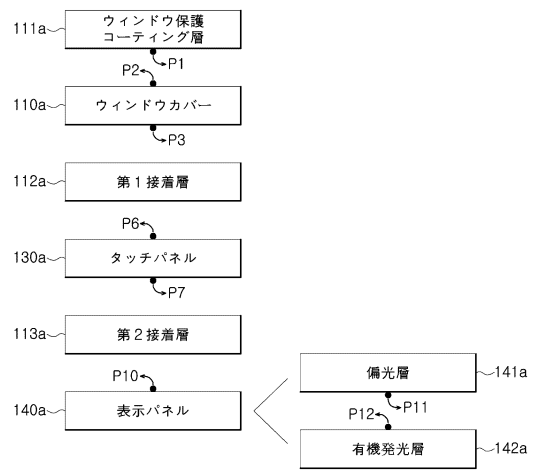 111a
ウィンドウ保護
コーティング層
P1
P2
110a
ウィンドウカバー
P3
112a
第1接着層
P6
130a
タッチパネル
P7
113a
第2接着層
P10
140a
表示パネル
偏光層
141a
P11
P12
有機発光層
142a